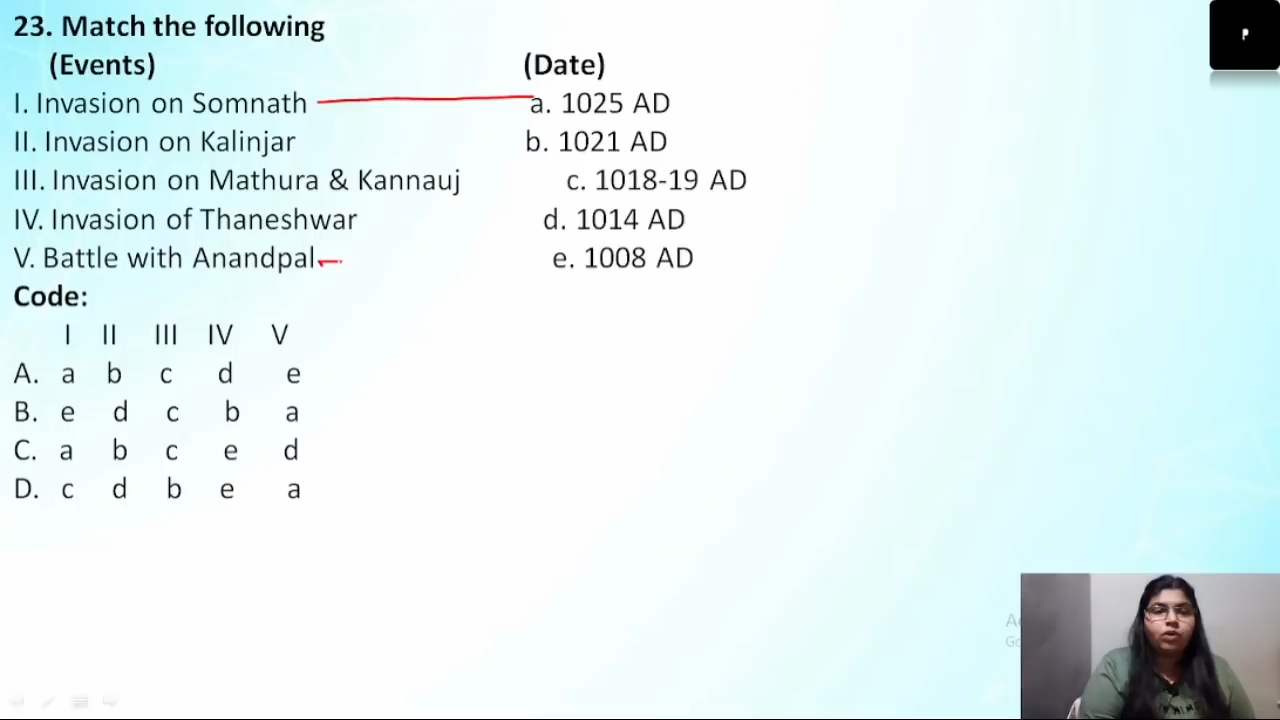 23. Match the following
(Events) (Date)
I. Invasion on Somnath a. 1025 AD
II. Invasion on Kalinjar b. 1021 AD
III. Invasion on Mathura & Kannauj c. 1018-19 AD
IV. Invasion of Thaneshwar d. 1014 AD
V. Battle with Anandpal e. 1008 AD
Code:
I II III IV V
A. a b c d e
B. e d c b a
C. a b c e d
D. c d b e a